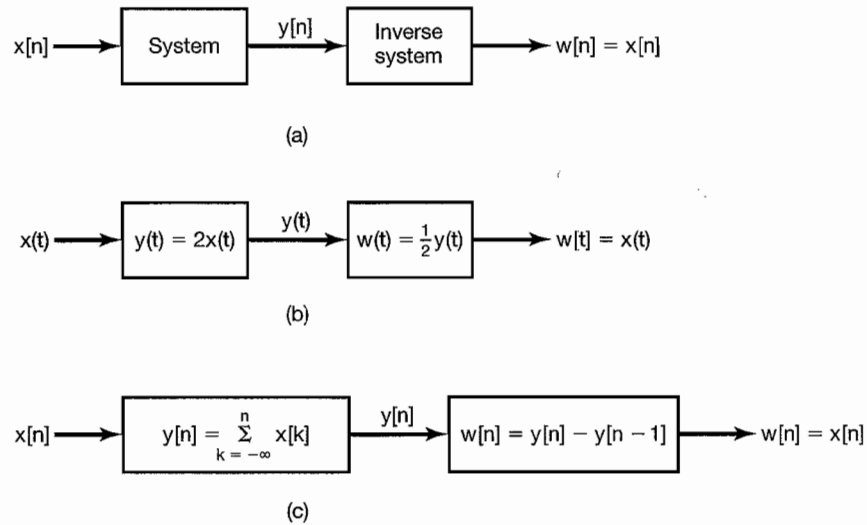 x[n] System y[n] Inverse system w[n] = x[n]
(a)
x(t) y(t) = 2x(t) y(t) w(t) = ½y(t) w[t] = x(t)
(b)
x[n] y[n] = n Σ k = −∞ x[k] y[n] w[n] = y[n] − y[n − 1] w[n] = x[n]
(c)